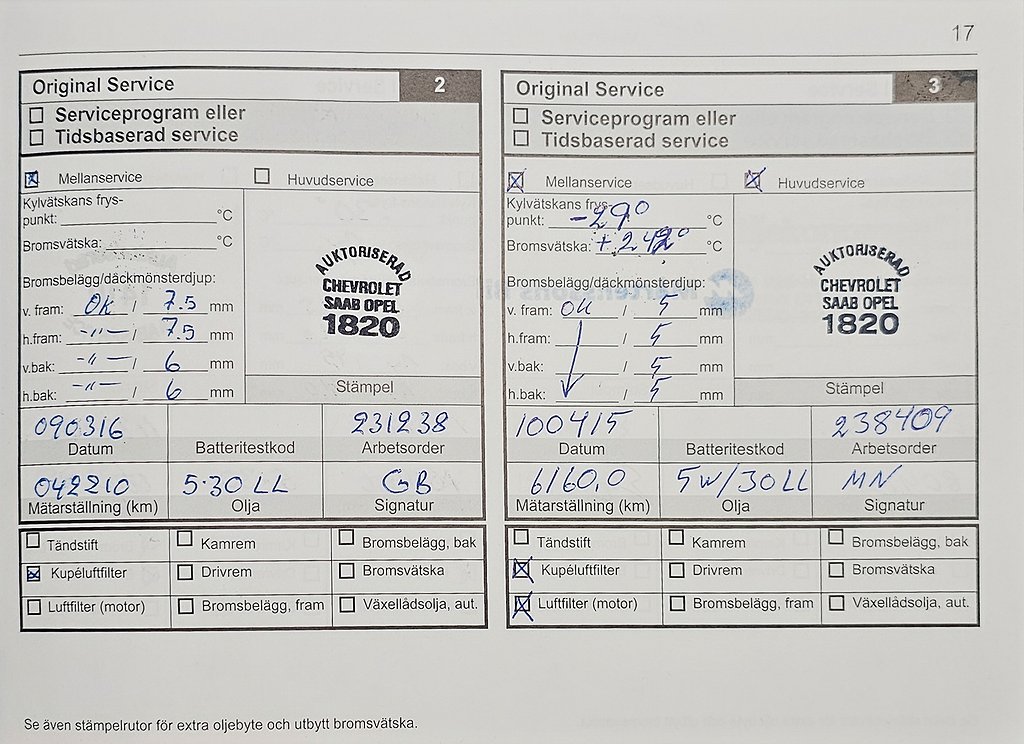 17
Original Service 2
Serviceprogram eller
Tidsbaserad service
Mellanservice Huvudservice
Kylvätskans frys-
punkt: °C
Bromsvätska: °C
Bromsbelägg/däckmönsterdjup:
v. fram: OK / 7.5 mm
h.fram: -"- / 7.5 mm
v.bak: -"- / 6 mm
h.bak: -"- / 6 mm
AUKTORISERAD
CHEVROLET
SAAB OPEL
1820
Stämpel
090316 231238
Datum Batteritestkod Arbetsorder
042210 5·30 LL GB
Mätarställning (km) Olja Signatur
Tändstift Kamrem Bromsbelägg, bak
Kupéluftfilter Drivrem Bromsvätska
Luftfilter (motor) Bromsbelägg, fram Växellådsolja, aut.
Original Service 3
Serviceprogram eller
Tidsbaserad service
Mellanservice Huvudservice
Kylvätskans frys-
punkt: -29° °C
Bromsvätska: + 242° °C
Bromsbelägg/däckmönsterdjup:
v. fram: OK / 5 mm
h.fram: / 5 mm
v.bak: / 5 mm
h.bak: / 5 mm
AUKTORISERAD
CHEVROLET
SAAB OPEL
1820
Stämpel
100415 238409
Datum Batteritestkod Arbetsorder
6160,0 5W/30LL MN
Mätarställning (km) Olja Signatur
Tändstift Kamrem Bromsbelägg, bak
Kupéluftfilter Drivrem Bromsvätska
Luftfilter (motor) Bromsbelägg, fram Växellådsolja, aut.
Se även stämpelrutor för extra oljebyte och utbytt bromsvätska.